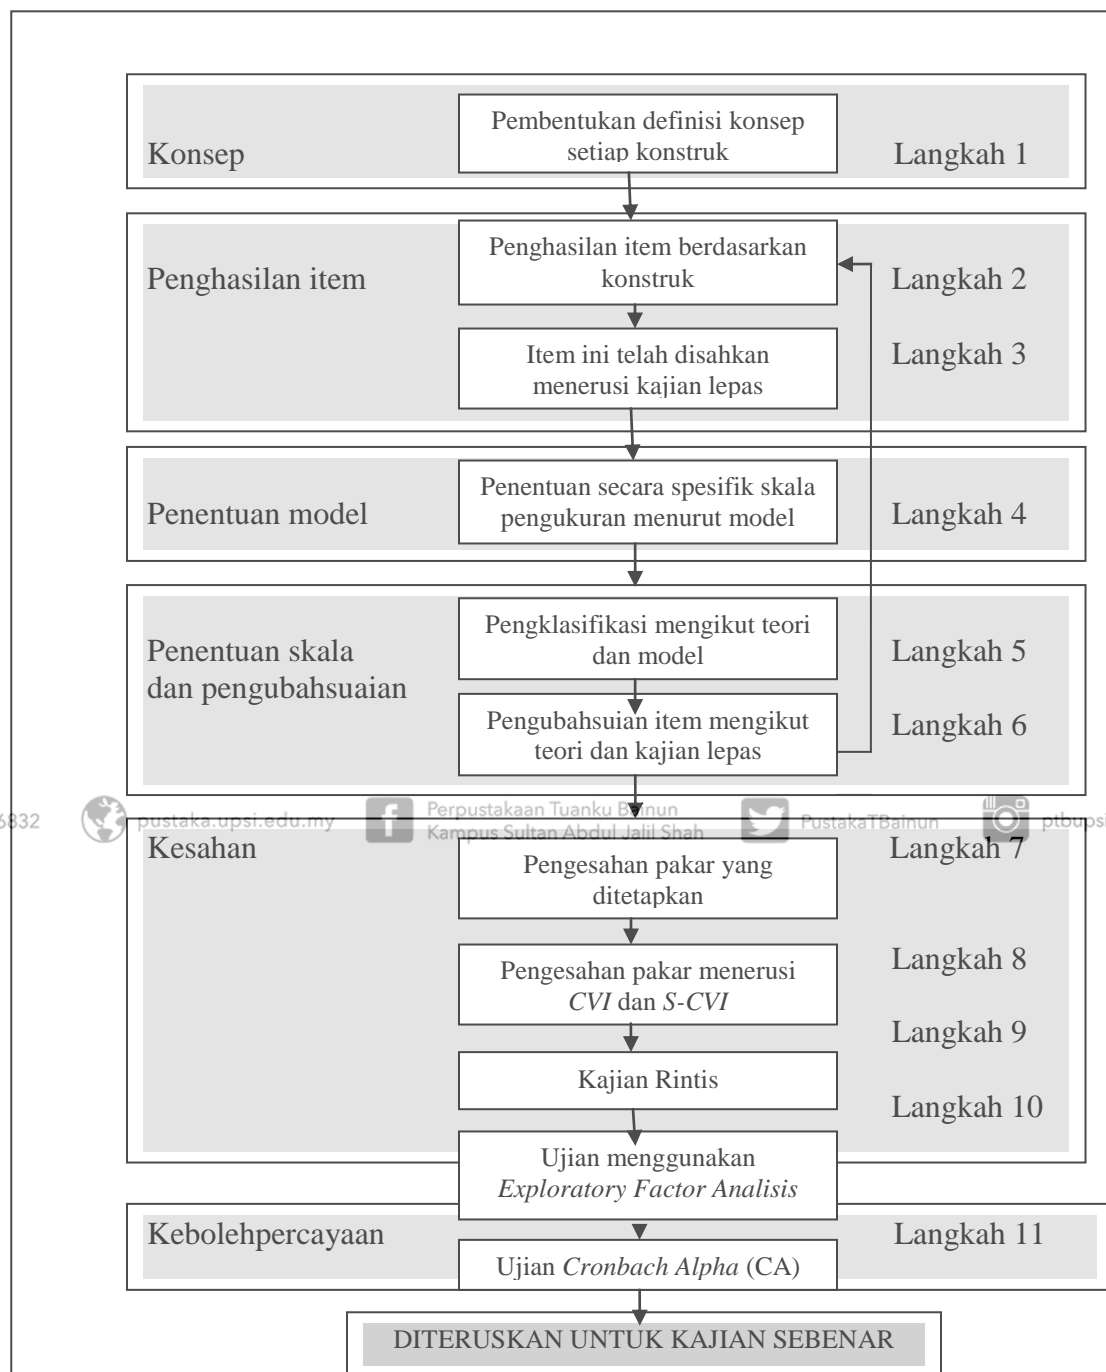 Pembentukan definisi konsep
setiap konstruk
Konsep
Langkah 1
Penghasilan item berdasarkan
konstruk
Penghasilan item
Langkah 2
Item ini telah disahkan
menerusi kajian lepas
Langkah 3
Penentuan secara spesifik skala
pengukuran menurut model
Penentuan model
Langkah 4
Pengklasifikasi mengikut teori
dan model
Penentuan skala
dan pengubahsuaian
Langkah 5
Pengubahsuian item mengikut
teori dan kajian lepas
Langkah 6
6832
pustaka.upsi.edu.my
Perpustakaan Tuanku Bainun
Kampus Sultan Abdul Jalil Shah
PustakaTBainun
ptbupsi
Kesahan
Langkah 7
Pengesahan pakar yang
ditetapkan
Langkah 8
Pengesahan pakar menerusi
CVI dan S-CVI
Langkah 9
Kajian Rintis
Langkah 10
Ujian menggunakan
Exploratory Factor Analisis
Kebolehpercayaan
Langkah 11
Ujian Cronbach Alpha (CA)
DITERUSKAN UNTUK KAJIAN SEBENAR